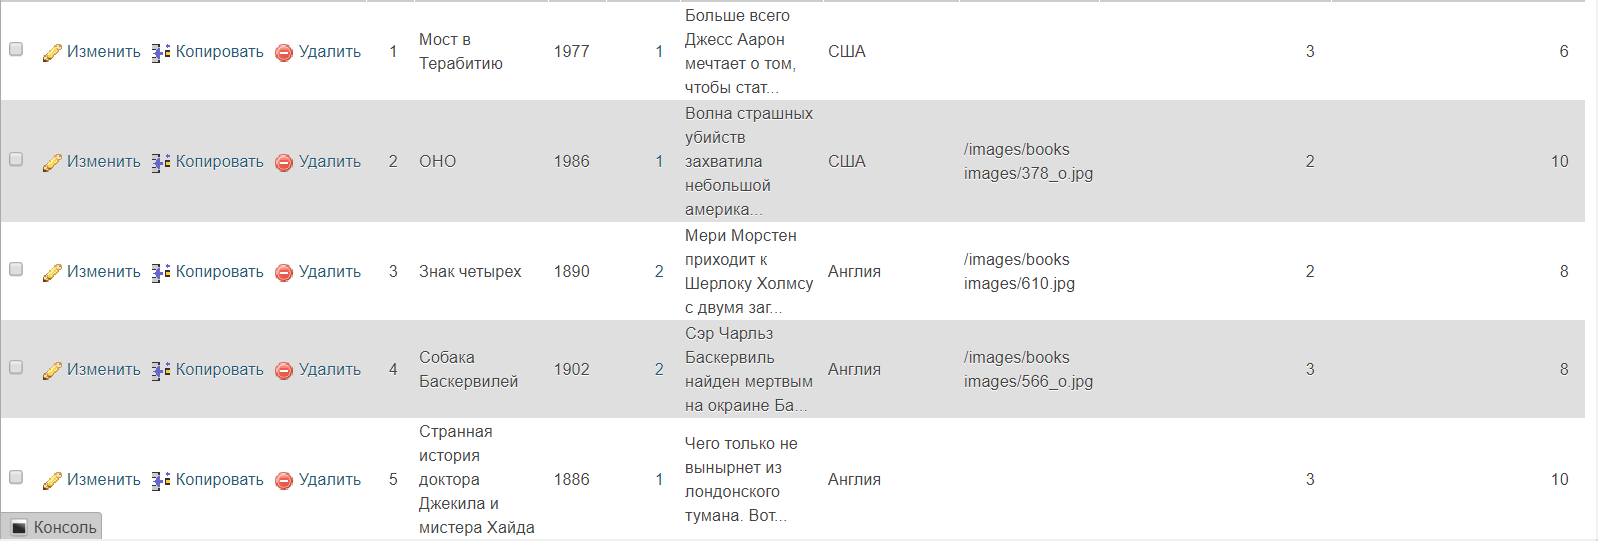 Изменить Копировать Удалить 1 Мост в Терабитию 1977 1 Больше всего Джесс Аарон мечтает о том, чтобы стат... США 3 6
Изменить Копировать Удалить 2 ОНО 1986 1 Волна страшных убийств захватила небольшой америка... США /images/books images/378_o.jpg 2 10
Изменить Копировать Удалить 3 Знак четырех 1890 2 Мери Морстен приходит к Шерлоку Холмсу с двумя заг... Англия /images/books images/610.jpg 2 8
Изменить Копировать Удалить 4 Собака Баскервилей 1902 2 Сэр Чарльз Баскервиль найден мертвым на окраине Ба... Англия /images/books images/566_o.jpg 3 8
Изменить Копировать Удалить 5 Странная история доктора Джекила и мистера Хайда 1886 1 Чего только не вынырнет из лондонского тумана. Вот... Англия 3 10
Консоль